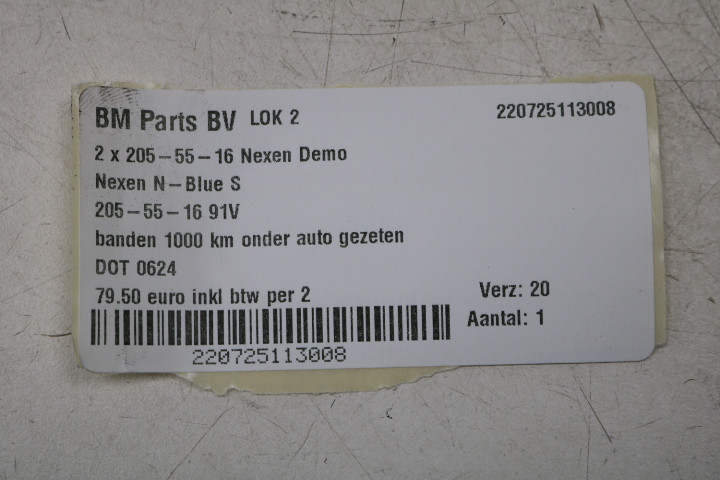 BM Parts BV LOK 2 220725113008
2 x 205-55-16 Nexen Demo
Nexen N-Blue S
205-55-16 91V
banden 1000 km onder auto gezeten
DOT 0624
79.50 euro inkl btw per 2 Verz: 20
Aantal: 1
220725113008